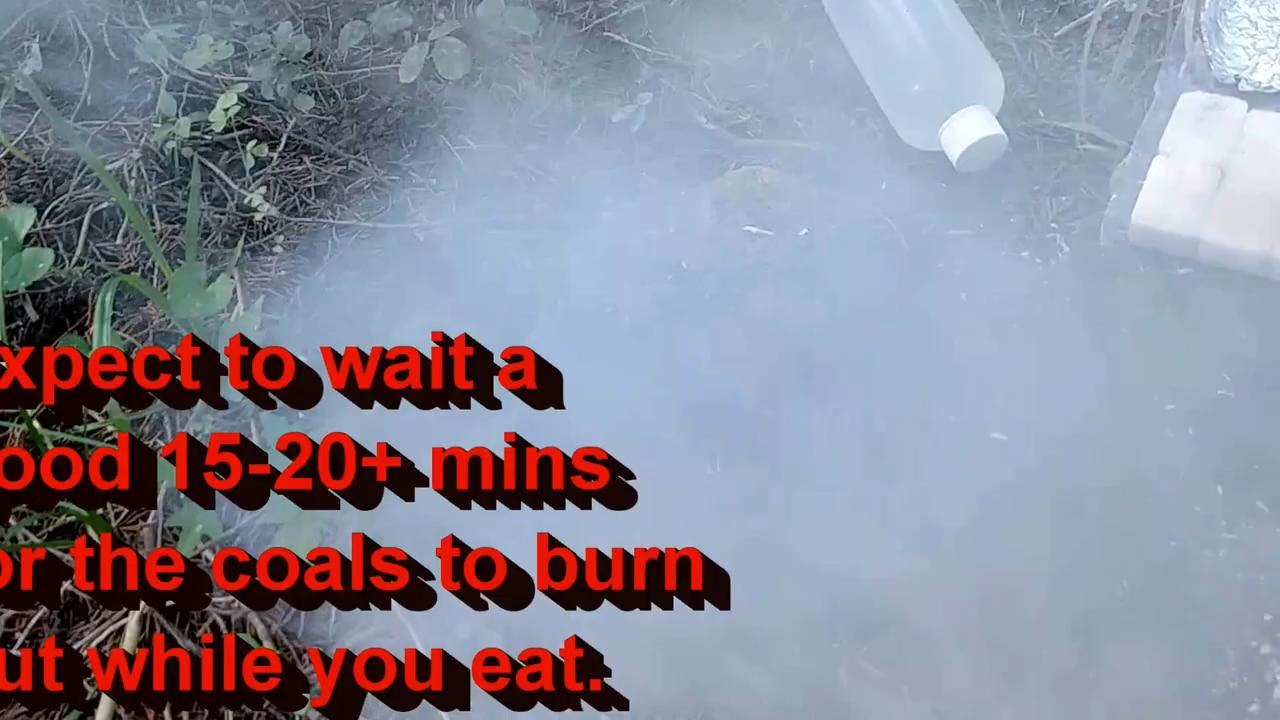 xpect to wait a
ood 15-20+ mins
or the coals to burn
ut while you eat.